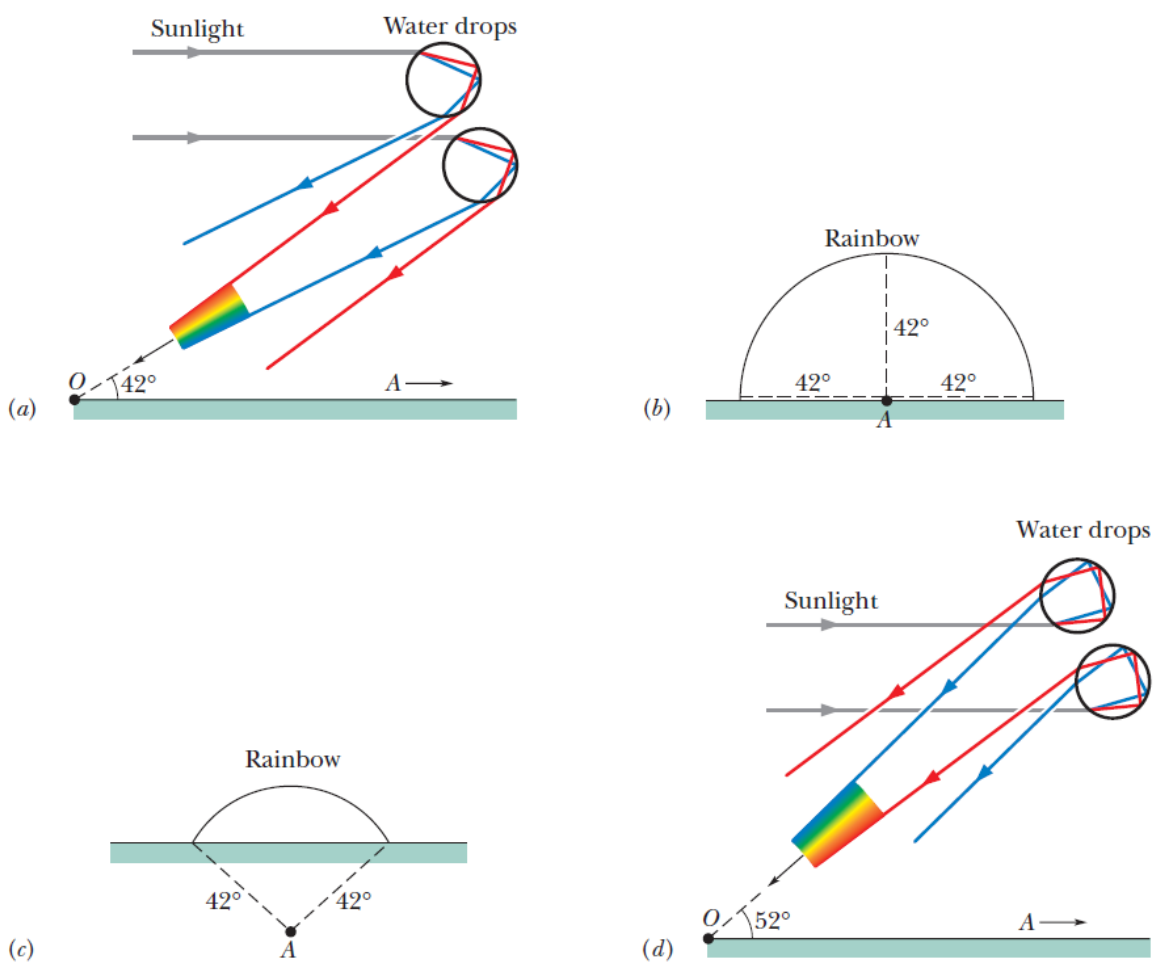 Sunlight
Water drops
O
42°
A
(a)
Rainbow
42°
42°
42°
A
(b)
Rainbow
42°
42°
A
(c)
Water drops
Sunlight
O
52°
A
(d)